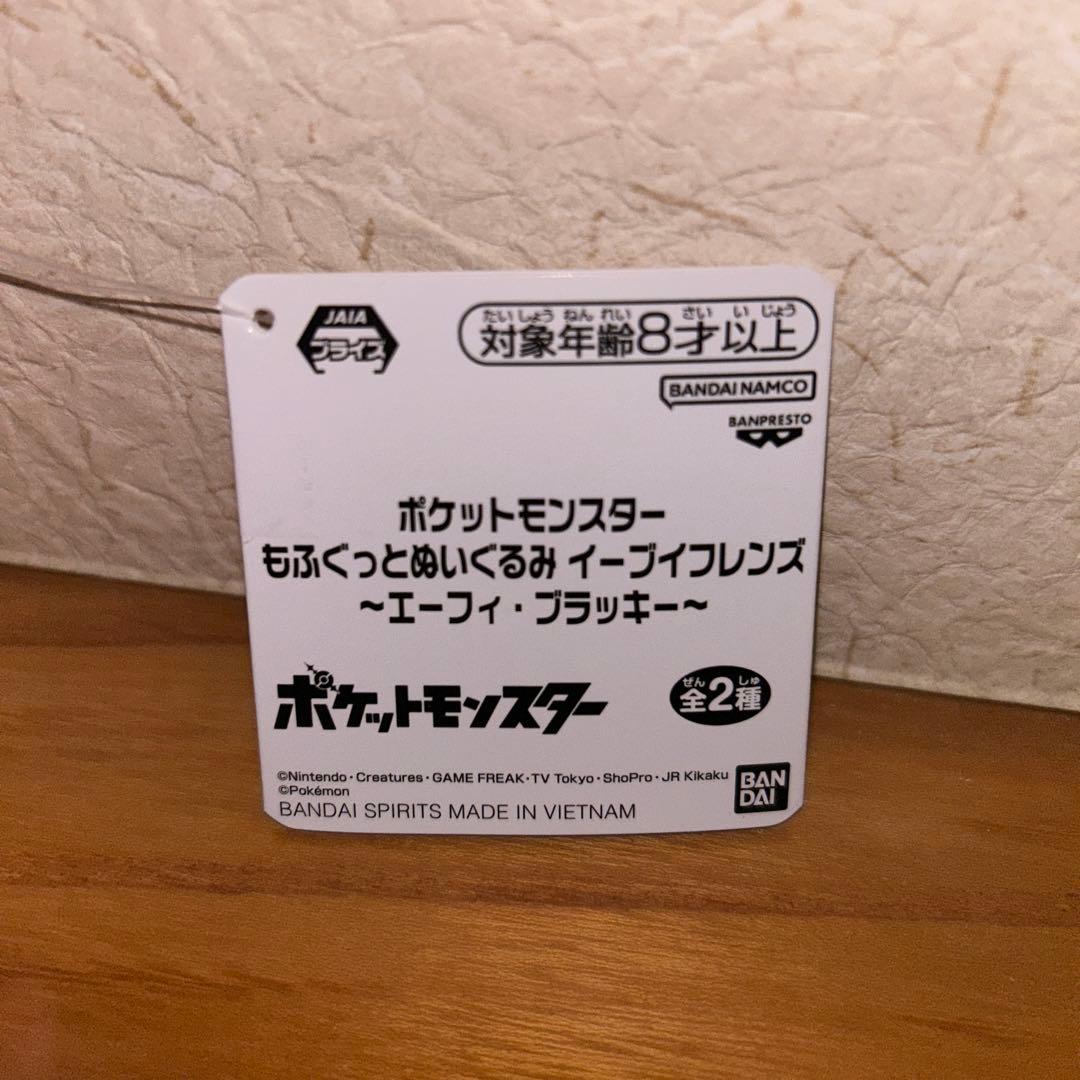 JAIA
プライズ
たいしょうねんれい さいいじょう
対象年齢8才以上
BANDAI NAMCO
BANPRESTO
ポケットモンスター
もふぐっとぬいぐるみ イーブイフレンズ
～エーフィ・ブラッキー～
ポケットモンスター
ぜん しゅ
全2種
©Nintendo・Creatures・GAME FREAK・TV Tokyo・ShoPro・JR Kikaku
©Pokémon
BANDAI SPIRITS MADE IN VIETNAM
BAN
DAI